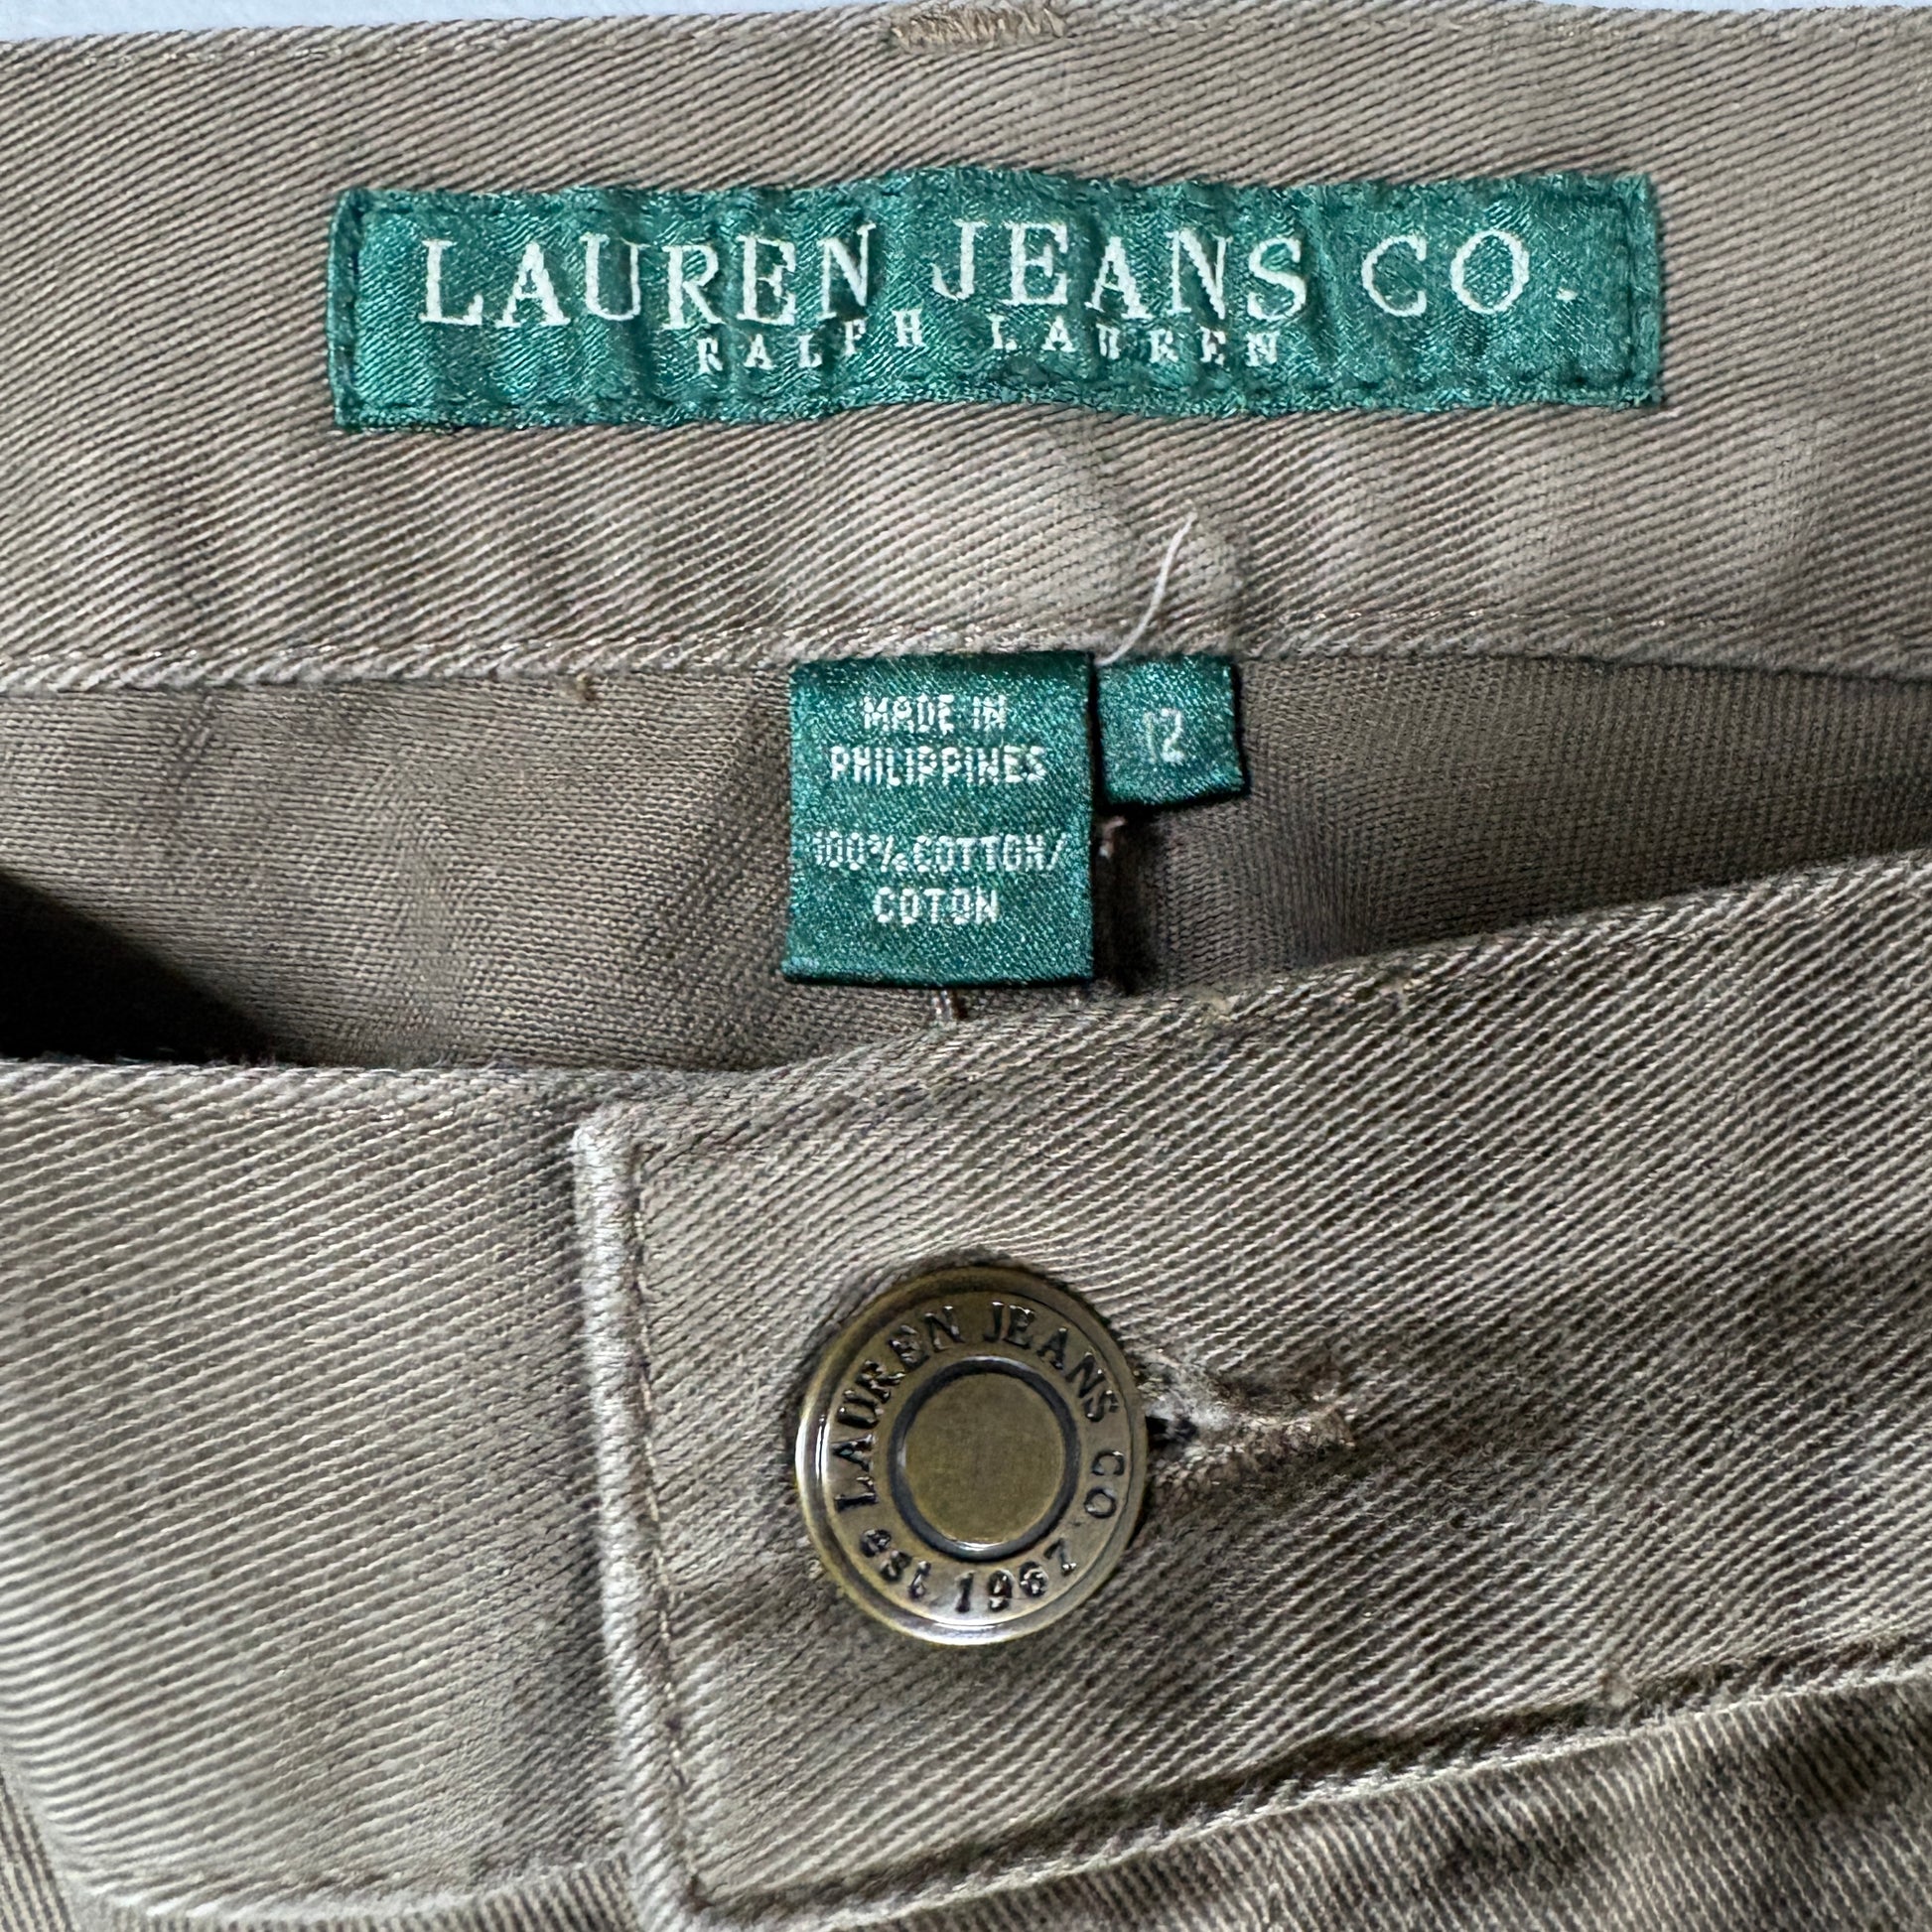 LAUREN JEANS CO.
RALPH LAUREN
MADE IN
PHILIPPINES
100% COTTON/
COTON
12
LAUREN JEANS CO.
est 1967